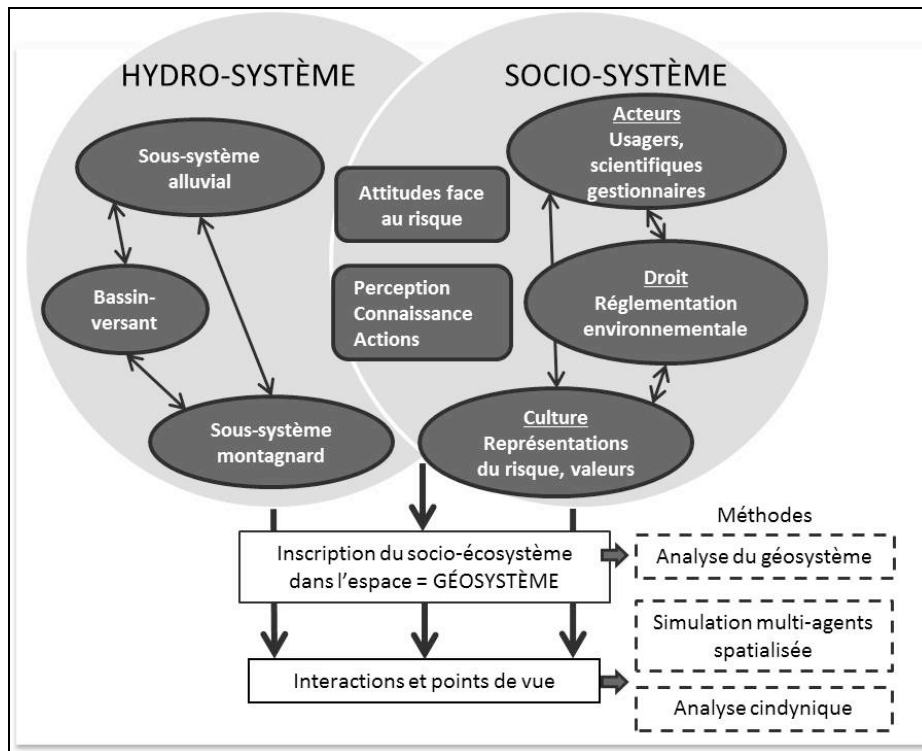 HYDRO-SYSTÈME
SOCIO-SYSTÈME
Sous-système
alluvial
Bassin-
versant
Sous-système
montagnard
Attitudes face
au risque
Perception
Connaissance
Actions
Acteurs
Usagers,
scientifiques
gestionnaires
Droit
Réglementation
environnementale
Culture
Représentations
du risque, valeurs
Inscription du socio-écosystème
dans l'espace = GÉOSYSTÈME
Interactions et points de vue
Méthodes
Analyse du géosystème
Simulation multi-agents
spatialisée
Analyse cindynique